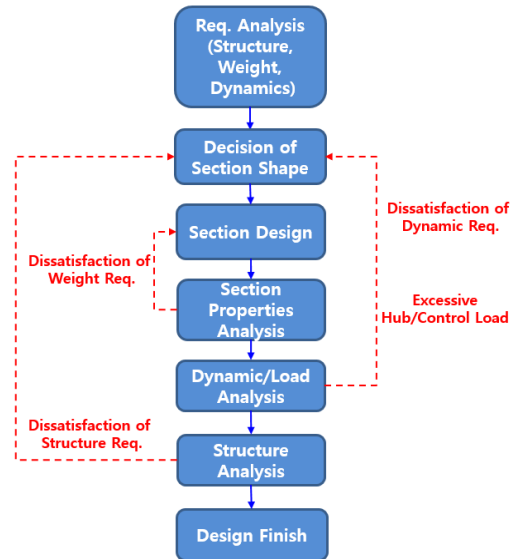 Req. Analysis
(Structure,
Weight,
Dynamics)
Decision of
Section Shape
Dissatisfaction of
Dynamic Req.
Section Design
Dissatisfaction of
Weight Req.
Section
Properties
Analysis
Excessive
Hub/Control Load
Dynamic/Load
Analysis
Dissatisfaction of
Structure Req.
Structure
Analysis
Design Finish